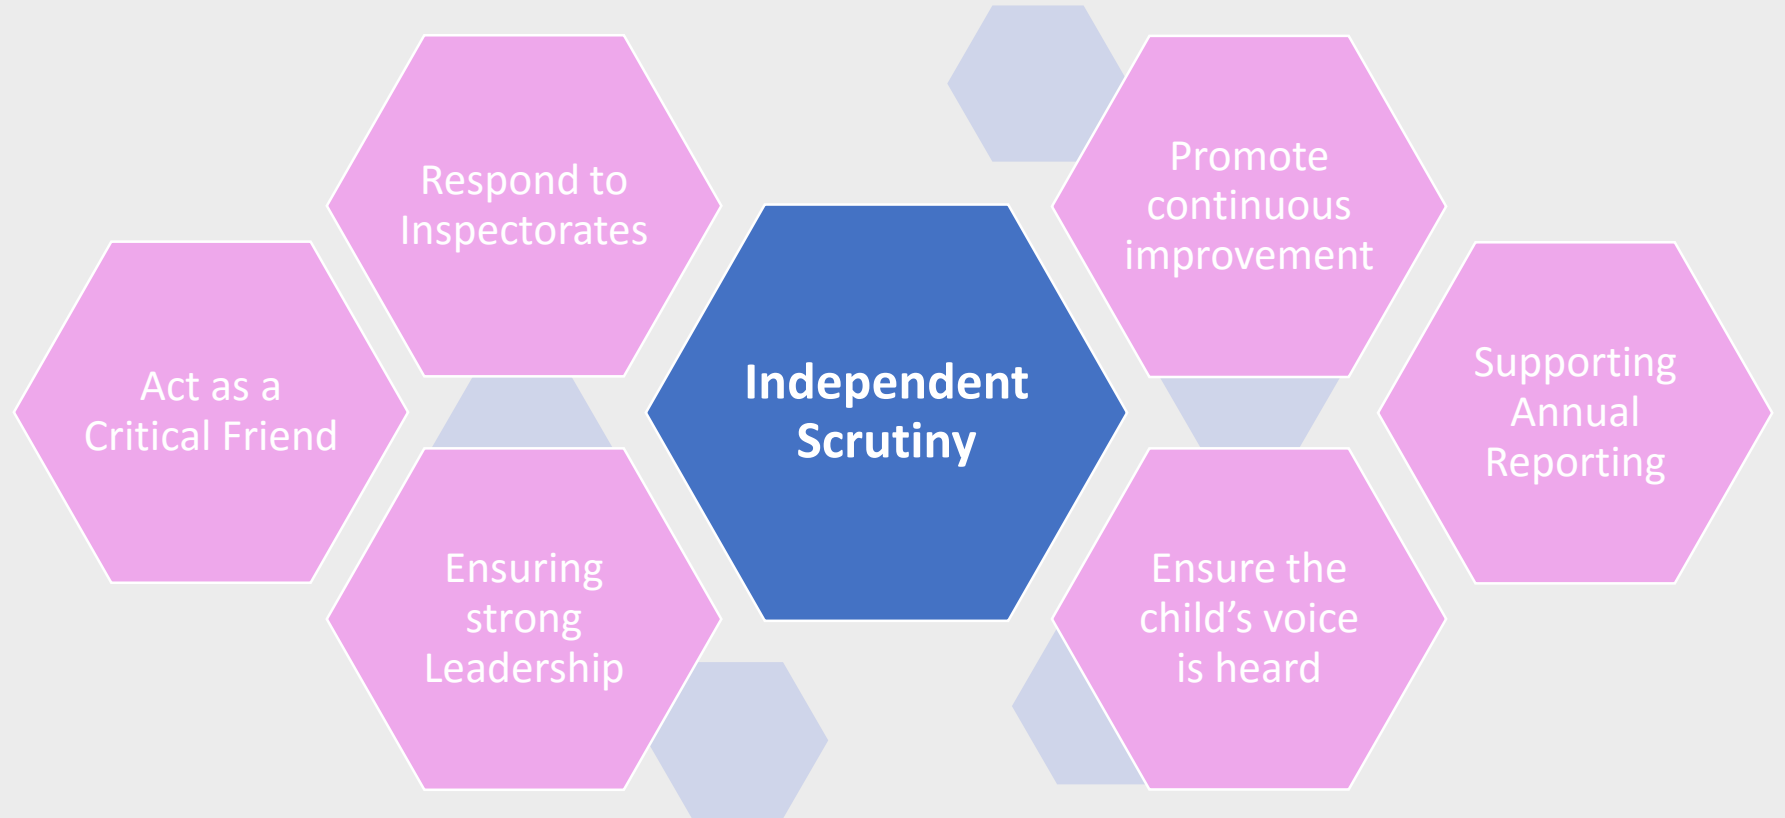 Respond to
Inspectorates
Act as a
Critical Friend
Ensuring
strong
Leadership
Independent
Scrutiny
Promote
continuous
improvement
Supporting
Annual
Reporting
Ensure the
child’s voice
is heard